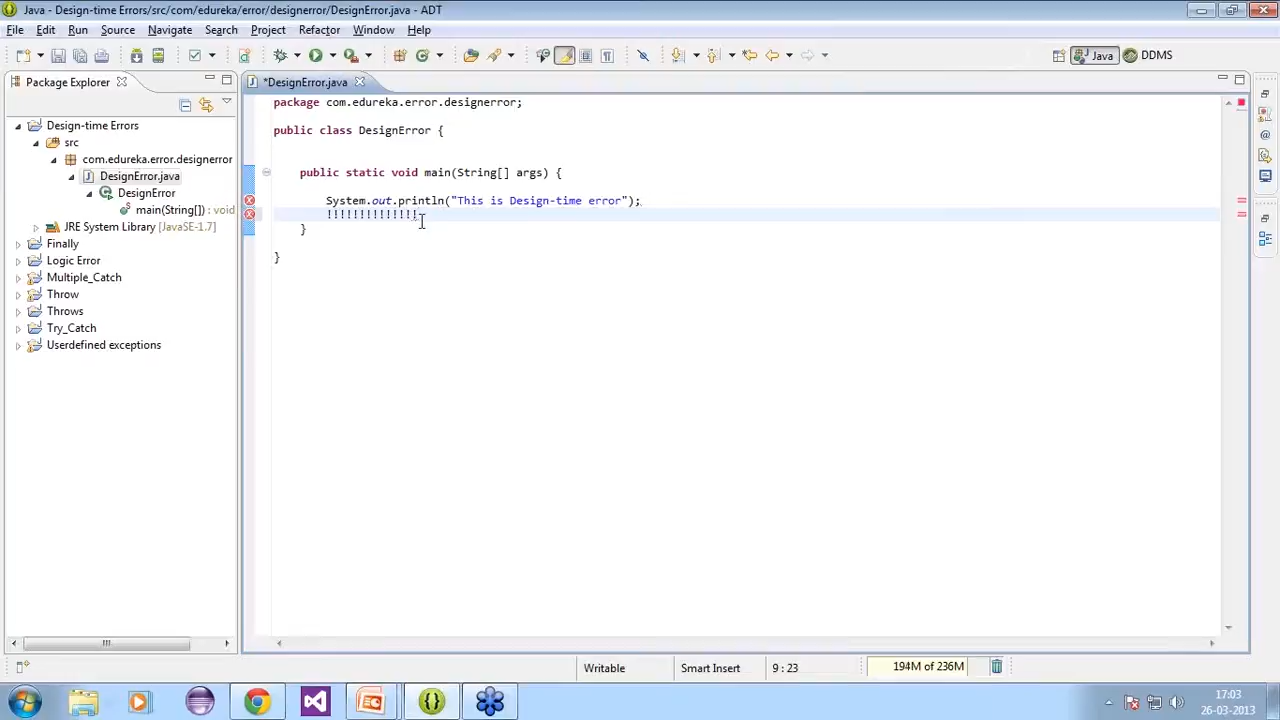 Java - Design-time Errors/src/com/edureka/error/designerror/DesignError.java - ADT
File Edit Run Source Navigate Search Project Refactor Window Help
Java DDMS
Package Explorer
*DesignError.java
Design-time Errors
src
com.edureka.error.designerror
DesignError.java
DesignError
main(String[]) : void
JRE System Library [JavaSE-1.7]
Finally
Logic Error
Multiple_Catch
Throw
Throws
Try_Catch
Userdefined exceptions
package com.edureka.error.designerror;
public class DesignError {
public static void main(String[] args) {
System.out.println("This is Design-time error");
!!!!!!!!!!!!!!
}
}
Writable Smart Insert 9 : 23 194M of 236M
17:03
26-03-2013